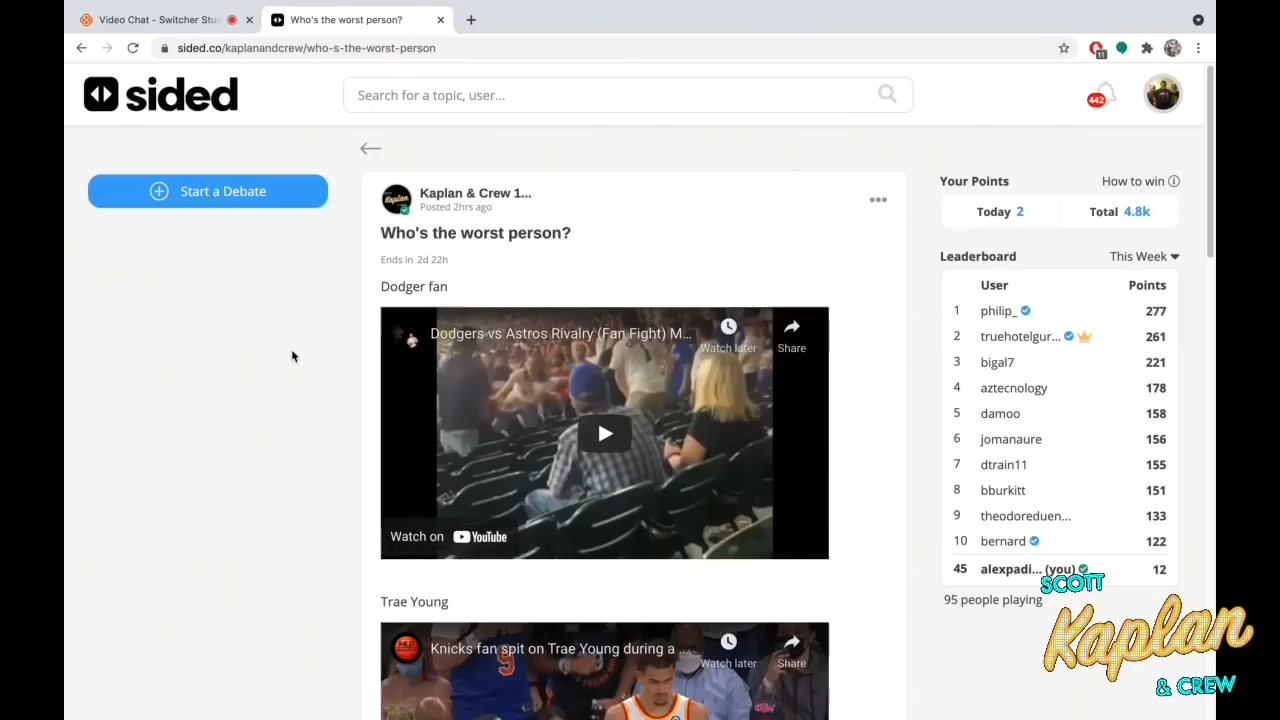 Video Chat - Switcher Stu
Who's the worst person?
sided.co/kaplanandcrew/who-s-the-worst-person
11
sided
Search for a topic, user...
442
Start a Debate
Kaplan & Crew 1...
Posted 2hrs ago
Who's the worst person?
Ends in 2d 22h
Dodger fan
Dodgers vs Astros Rivalry (Fan Fight) M...
Watch later
Share
Watch on YouTube
Trae Young
Knicks fan spit on Trae Young during a ...
Watch later
Share
9
Your Points
How to win
Today 2
Total 4.8k
Leaderboard
This Week
User Points
1 philip_ 277
2 truehotelgur... 261
3 bigal7 221
4 aztecnology 178
5 damoo 158
6 jomanaure 156
7 dtrain11 155
8 bburkitt 151
9 theodoreduen... 133
10 bernard 122
45 alexpadi... (you) 12
95 people playing
SCOTT
Kaplan
& CREW